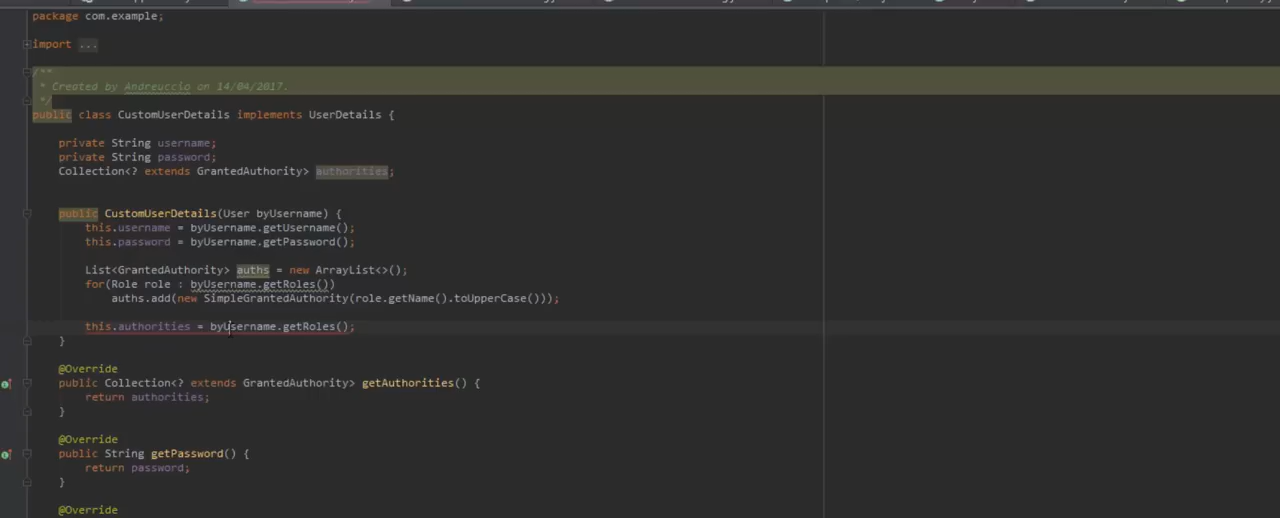 package com.example;
import ...
/**
* Created by Andreuccio on 14/04/2017.
*/
public class CustomUserDetails implements UserDetails {
private String username;
private String password;
Collection<? extends GrantedAuthority> authorities;
public CustomUserDetails(User byUsername) {
this.username = byUsername.getUsername();
this.password = byUsername.getPassword();
List<GrantedAuthority> auths = new ArrayList<>();
for(Role role : byUsername.getRoles())
auths.add(new SimpleGrantedAuthority(role.getName().toUpperCase()));
this.authorities = byUsername.getRoles();
}
@Override
public Collection<? extends GrantedAuthority> getAuthorities() {
return authorities;
}
@Override
public String getPassword() {
return password;
}
@Override